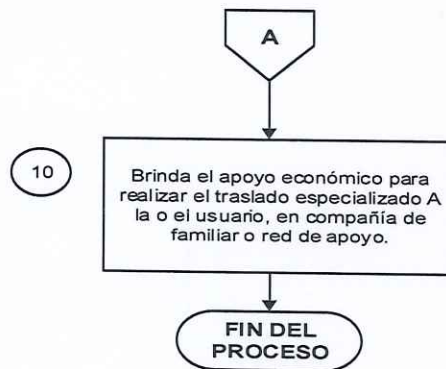 A
10
Brinda el apoyo económico para
realizar el traslado especializado A
la o el usuario, en compañía de
familiar o red de apoyo.
FIN DEL
PROCESO